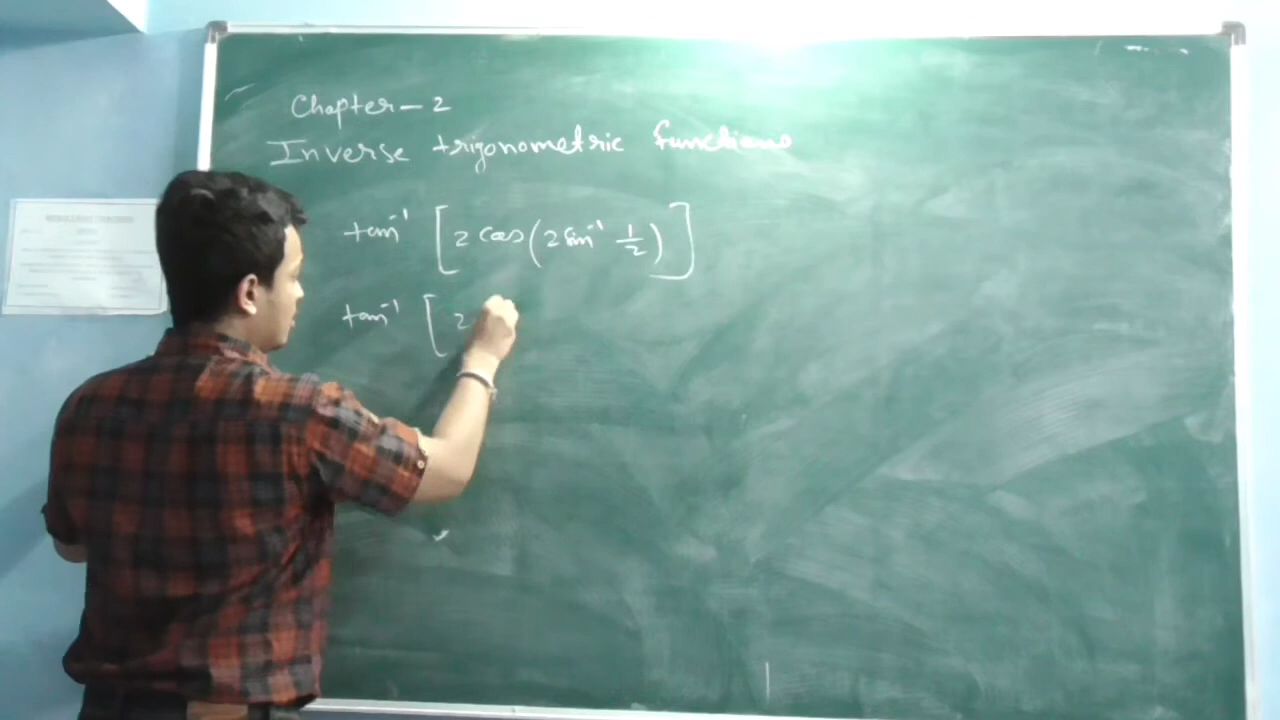 Chapter - 2
Inverse trigonometric functions
tan⁻¹ [2 cos(2 sin⁻¹ 1/2)]
tan⁻¹ [2